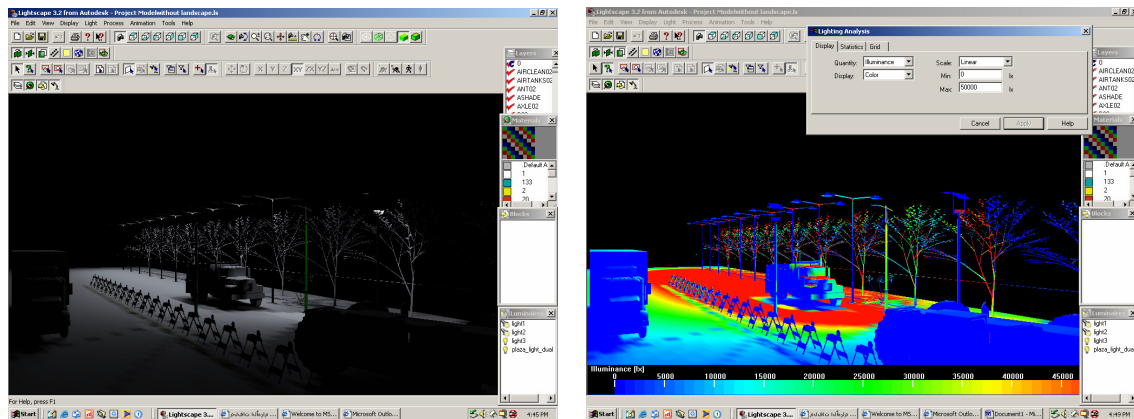 Lightscape 3.2 from Autodesk - Project Modelwithout landscape.ls
File Edit View Display Light Process Animation Tools Help
Layers
0
AIRCLEAN02
AIRTANKS02
ANT02
ASHADE
AXLE02
X Y Z XY
Materials
Default A
1
133
2
20
Blocks
Luminaires
light1
light2
light3
plaza_light_dual
For Help, press F1
Start
Lightscape 3...
Welcome to MS...
Microsoft Outlo...
4:45 PM
Lightscape 3.2 from Autodesk - Project Modelwithout landscape.ls
File Edit View Display Light Process Animation Tools Help
Lighting Analysis
Display Statistics Grid
Quantity: Illuminance Scale: Linear
Display: Color Min: 0 lx
Max: 50000 lx
Cancel Apply Help
0
AIRCLEAN02
AIRTANKS02
ANT02
ASHADE
AXLE02
Materials
Default A
1
133
2
20
Blocks
Luminaires
light1
light2
light3
plaza_light_dual
Illuminance [lx]
0 5000 10000 15000 20000 25000 30000 35000 40000 45000
Start
Lightscape 3...
Welcome to MS...
Microsoft Outlo...
Document1 - Mi...
4:49 PM